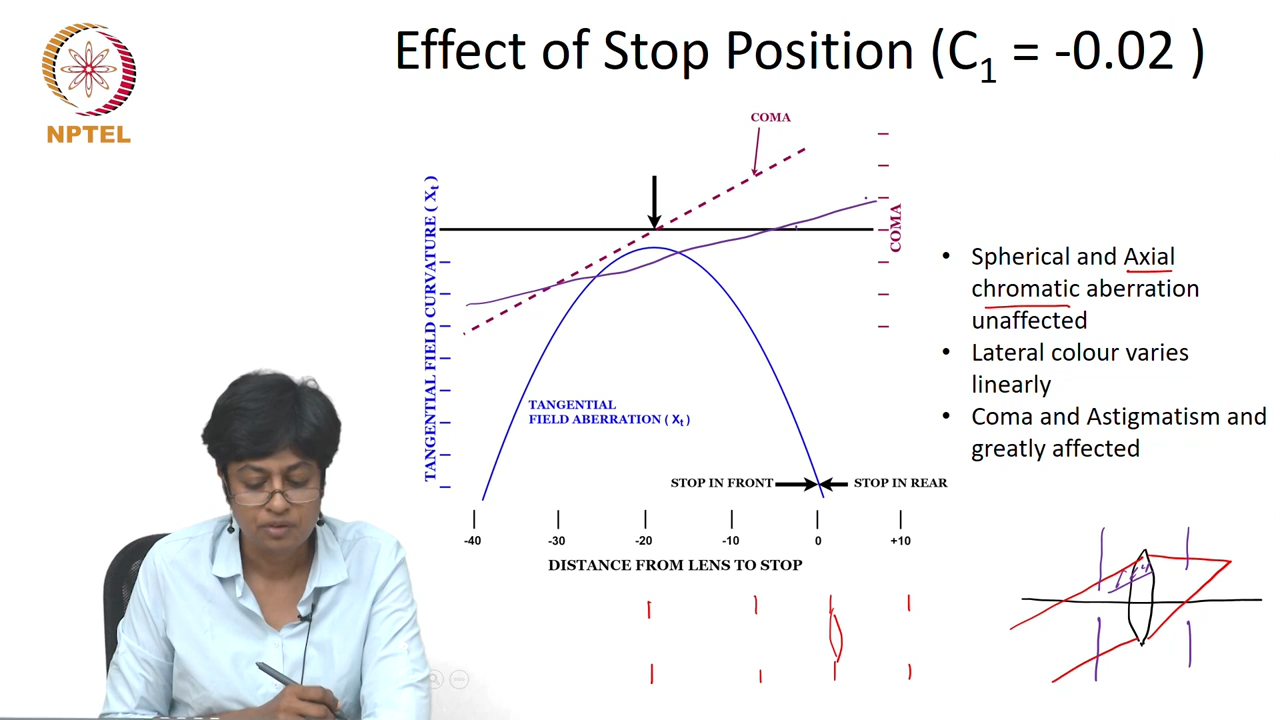 Effect of Stop Position (C1 = -0.02 )
NPTEL
COMA
TANGENTIAL FIELD CURVATURE ( Xt)
COMA
TANGENTIAL
FIELD ABERRATION ( Xt )
STOP IN FRONT
STOP IN REAR
-40
-30
-20
-10
0
+10
DISTANCE FROM LENS TO STOP
• Spherical and Axial
chromatic aberration
unaffected
• Lateral colour varies
linearly
• Coma and Astigmatism and
greatly affected